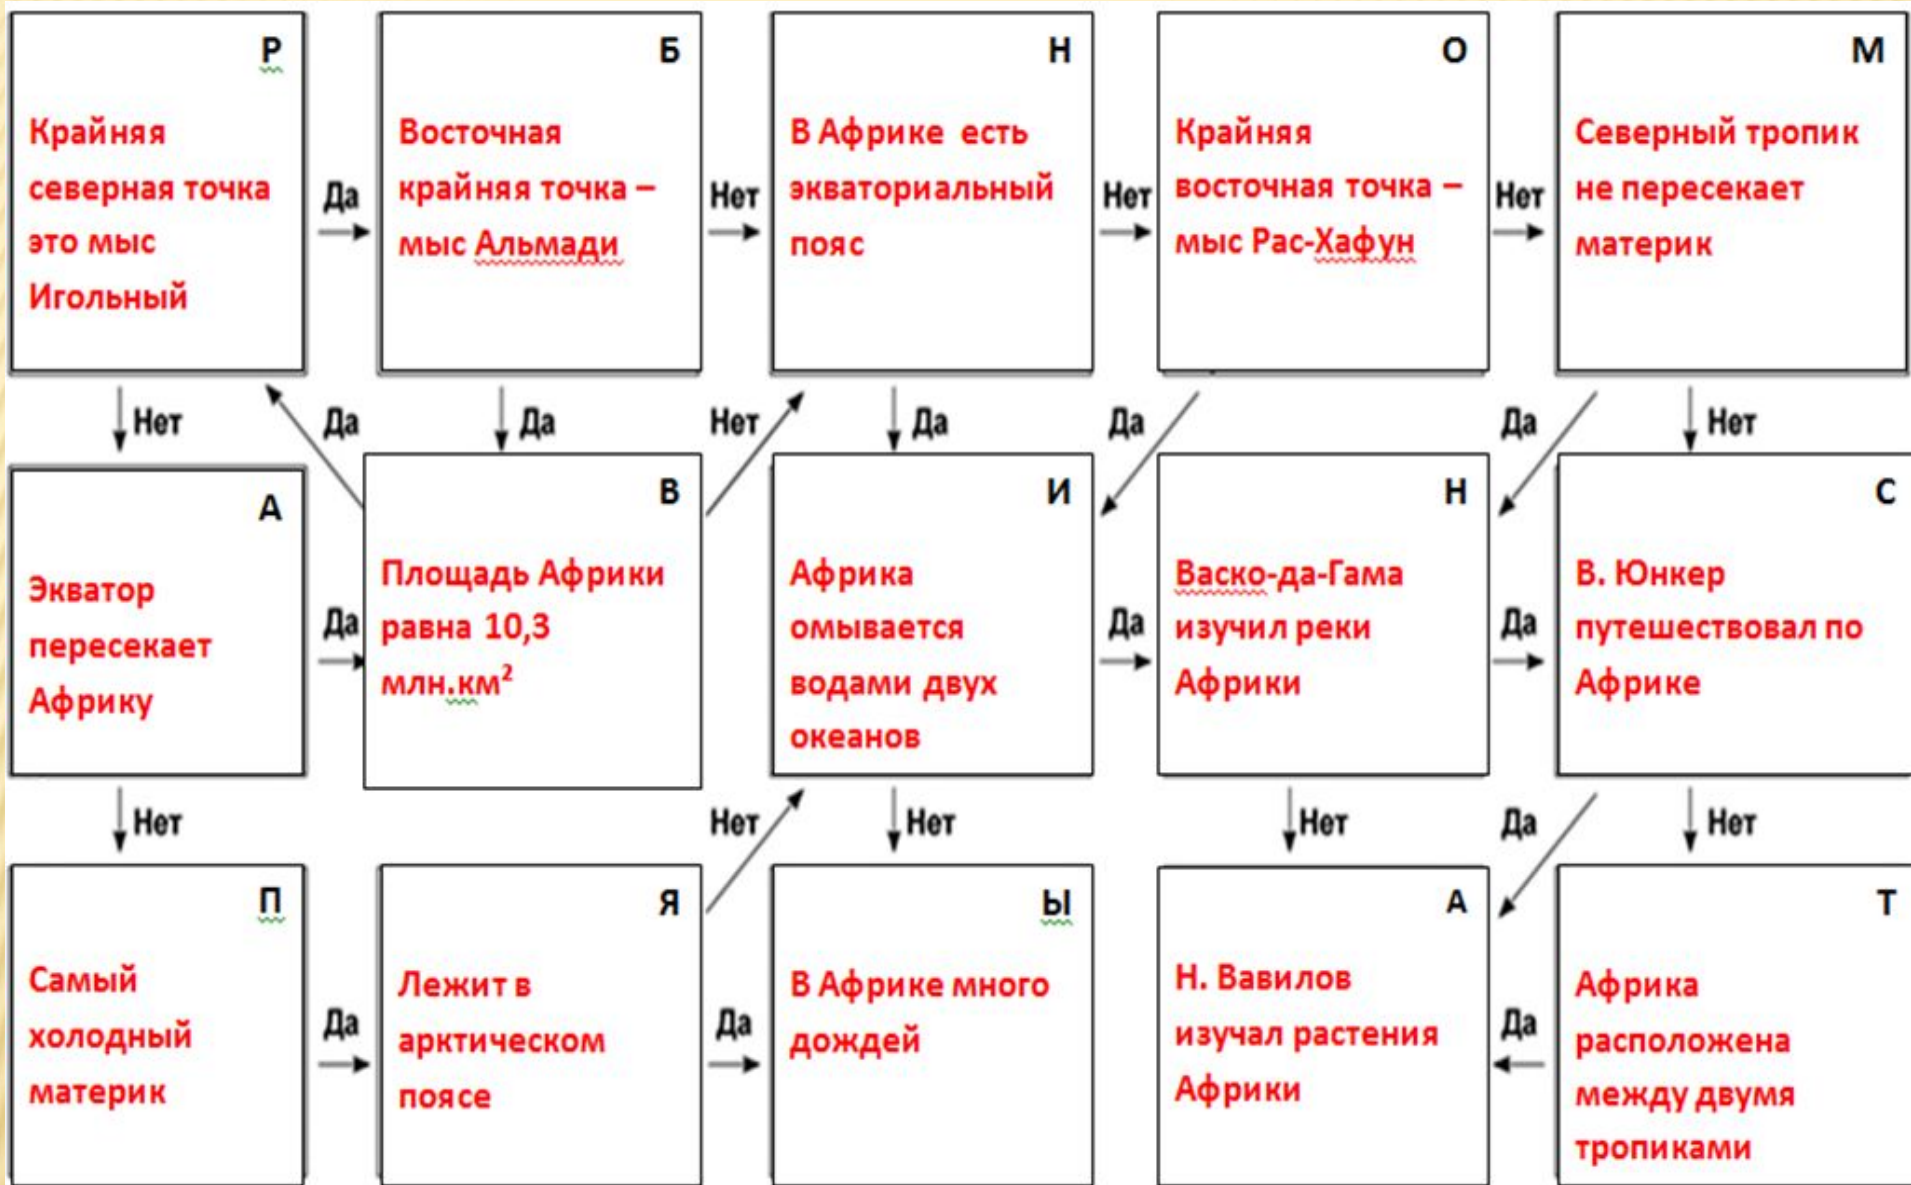 Р
Крайняя
северная точка
это мыс
Игольный
Да
Б
Восточная
крайняя точка –
мыс Альмади
Нет
Н
В Африке есть
экваториальный
пояс
Нет
О
Крайняя
восточная точка –
мыс Рас-Хафун
Нет
М
Северный тропик
не пересекает
материк
Нет
Да
Да
Нет
Да
Да
Да
Нет
А
Экватор
пересекает
Африку
Да
В
Площадь Африки
равна 10,3
млн.км²
И
Африка
омывается
водами двух
океанов
Да
Н
Васко-да-Гама
изучил реки
Африки
Да
С
В. Юнкер
путешествовал по
Африке
Нет
Нет
Нет
Нет
Да
Нет
П
Самый
холодный
материк
Да
Я
Лежит в
арктическом
поясе
Да
Ы
В Африке много
дождей
А
Н. Вавилов
изучал растения
Африки
Да
Т
Африка
расположена
между двумя
тропиками